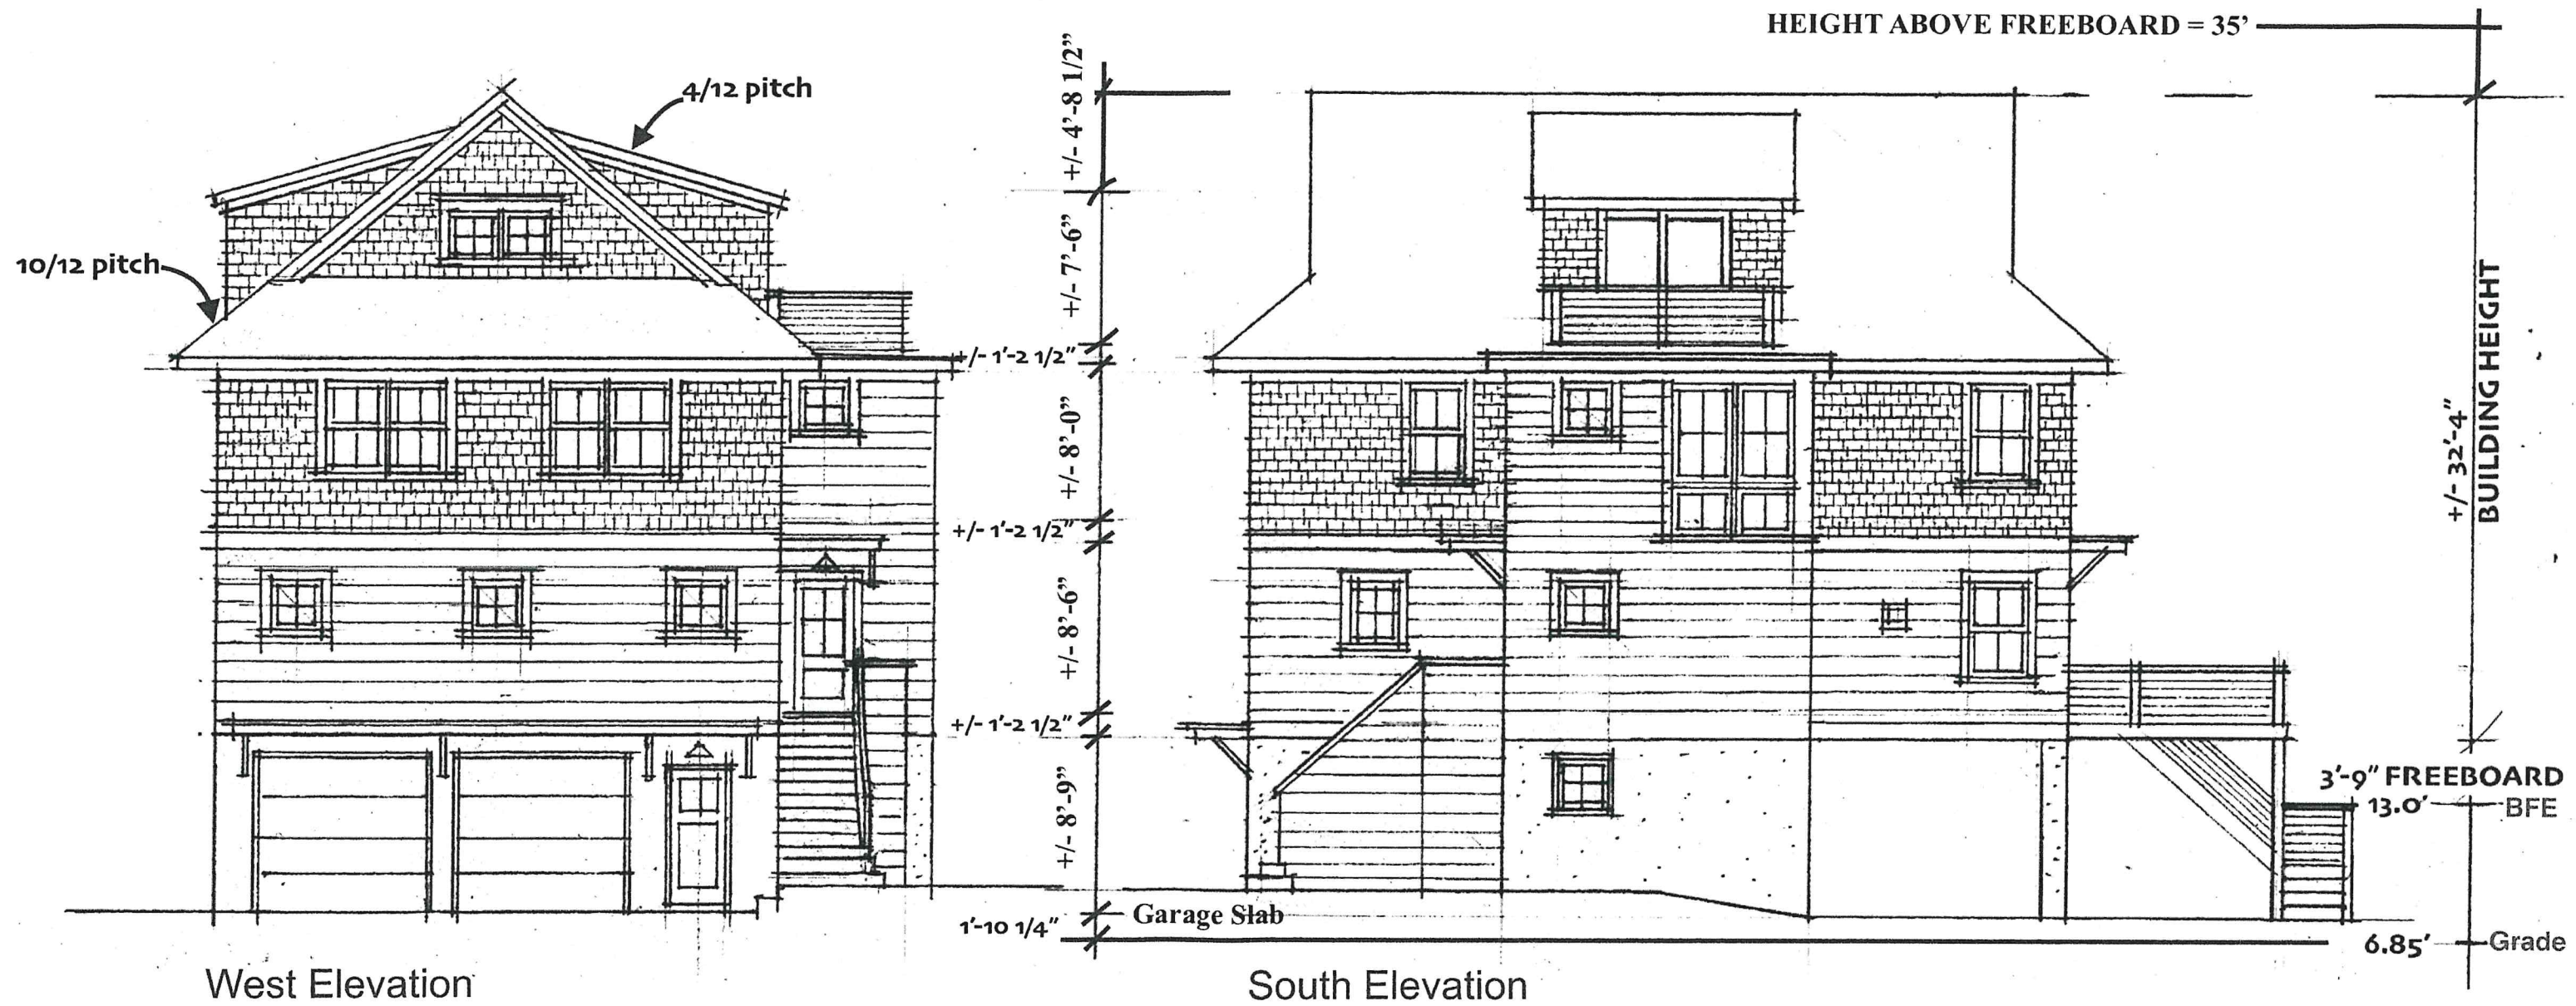 HEIGHT ABOVE FREEBOARD = 35'
4/12 pitch
10/12 pitch
+/- 4'-8 1/2"
+/- 7'-6"
+/- 1'-2 1/2"
+/- 8'-0"
+/- 1'-2 1/2"
+/- 8'-6"
+/- 1'-2 1/2"
+/- 8'-9"
1'-10 1/4"
Garage Slab
+/- 32'-4"
BUILDING HEIGHT
3'-9" FREEBOARD
13.0' BFE
6.85' Grade
West Elevation
South Elevation